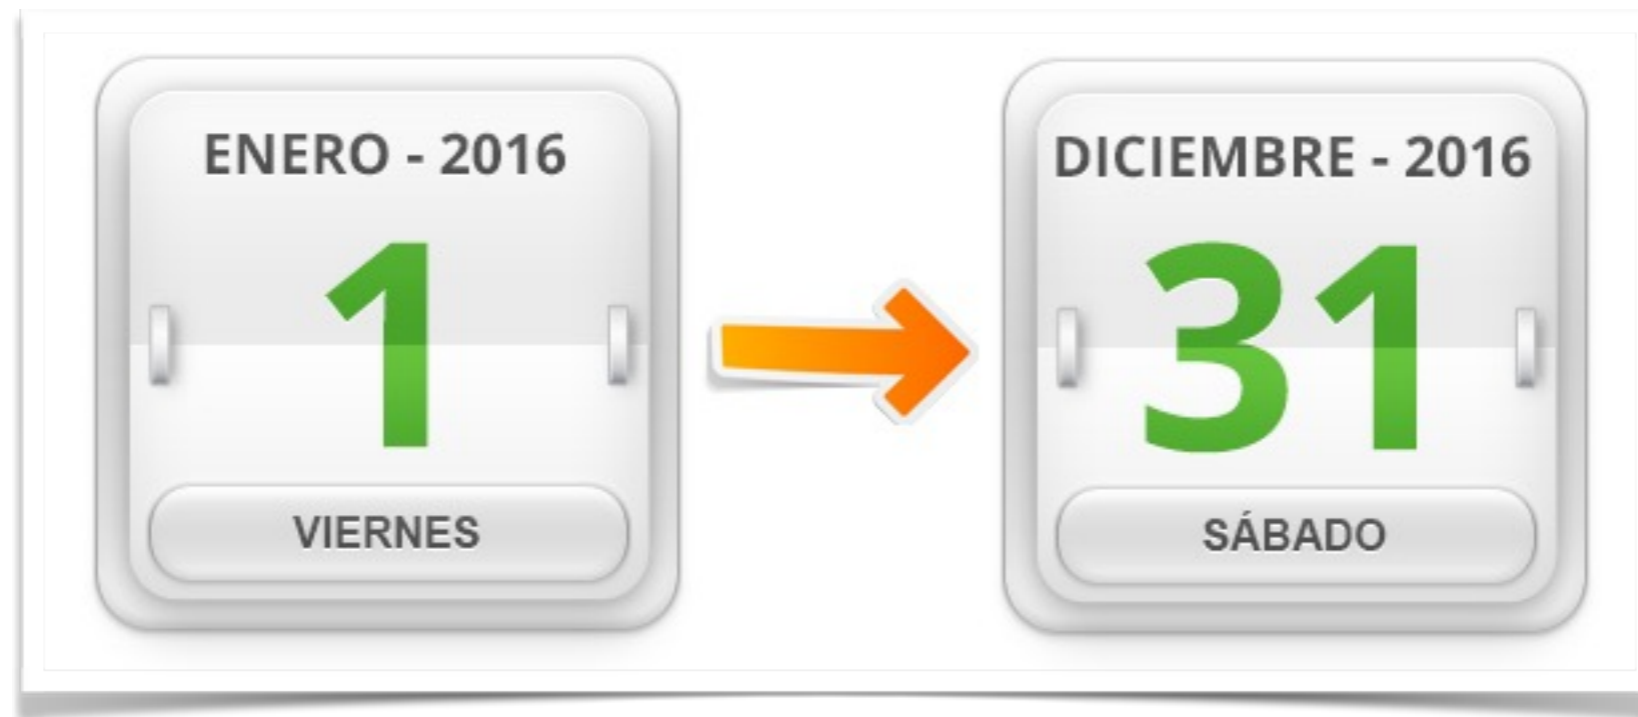 ENERO - 2016
1
VIERNES
DICIEMBRE - 2016
31
SÁBADO